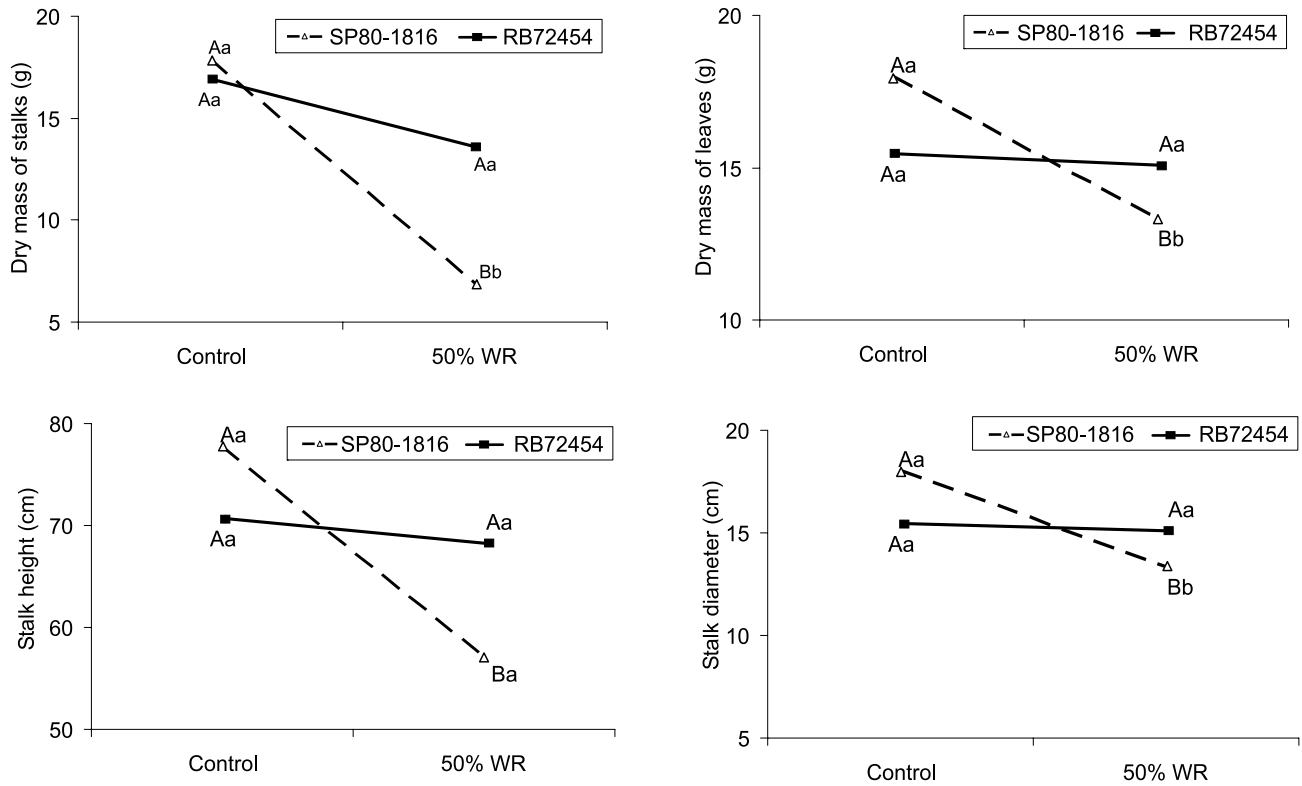 Dry mass of stalks (g)
20
15
10
5
SP80-1816 RB72454
Aa
Aa
Aa
Bb
Control 50% WR
Dry mass of leaves (g)
20
15
10
SP80-1816 RB72454
Aa
Aa
Aa
Bb
Control 50% WR
Stalk height (cm)
80
70
60
50
SP80-1816 RB72454
Aa
Aa
Aa
Ba
Control 50% WR
Stalk diameter (cm)
20
15
10
5
SP80-1816 RB72454
Aa
Aa
Aa
Bb
Control 50% WR